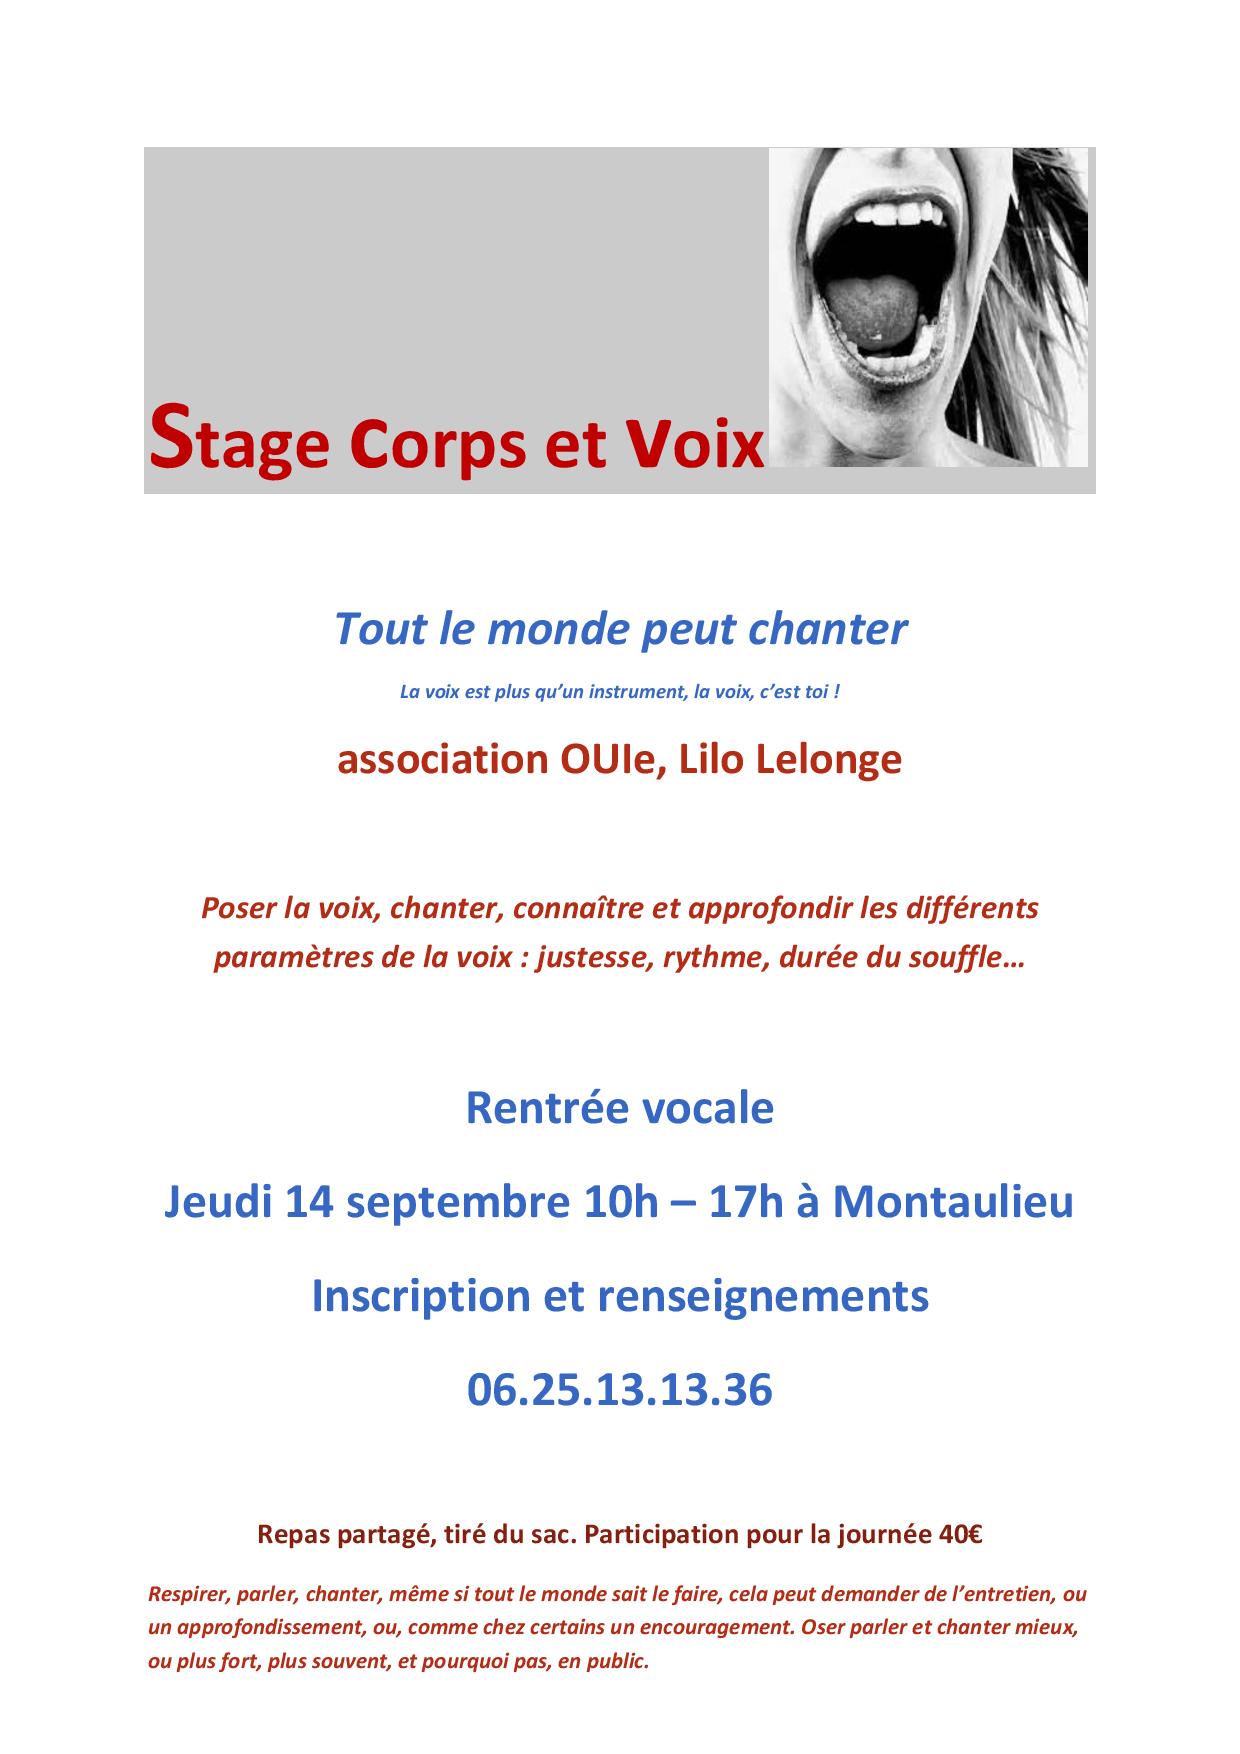 Stage Corps et Voix
Tout le monde peut chanter
La voix est plus qu’un instrument, la voix, c’est toi !
association OUIe, Lilo Lelonge
Poser la voix, chanter, connaître et approfondir les différents
paramètres de la voix : justesse, rythme, durée du souffle…
Rentrée vocale
Jeudi 14 septembre 10h – 17h à Montaulieu
Inscription et renseignements
06.25.13.13.36
Repas partagé, tiré du sac. Participation pour la journée 40€
Respirer, parler, chanter, même si tout le monde sait le faire, cela peut demander de l’entretien, ou
un approfondissement, ou, comme chez certains un encouragement. Oser parler et chanter mieux,
ou plus fort, plus souvent, et pourquoi pas, en public.